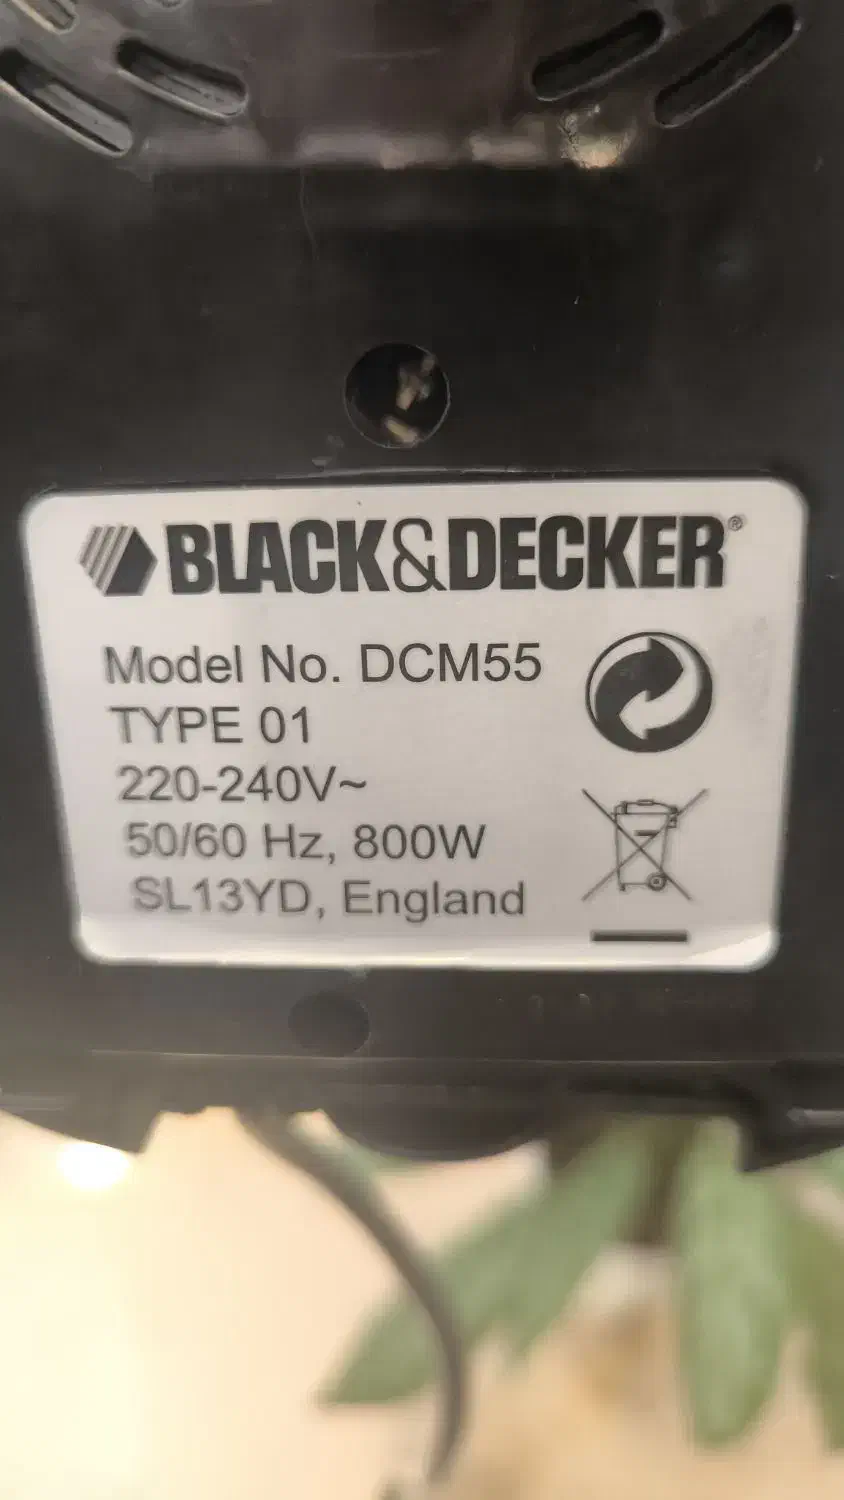 BLACK&DECKER®
Model No. DCM55
TYPE 01
220-240V~
50/60 Hz, 800W
SL13YD, England